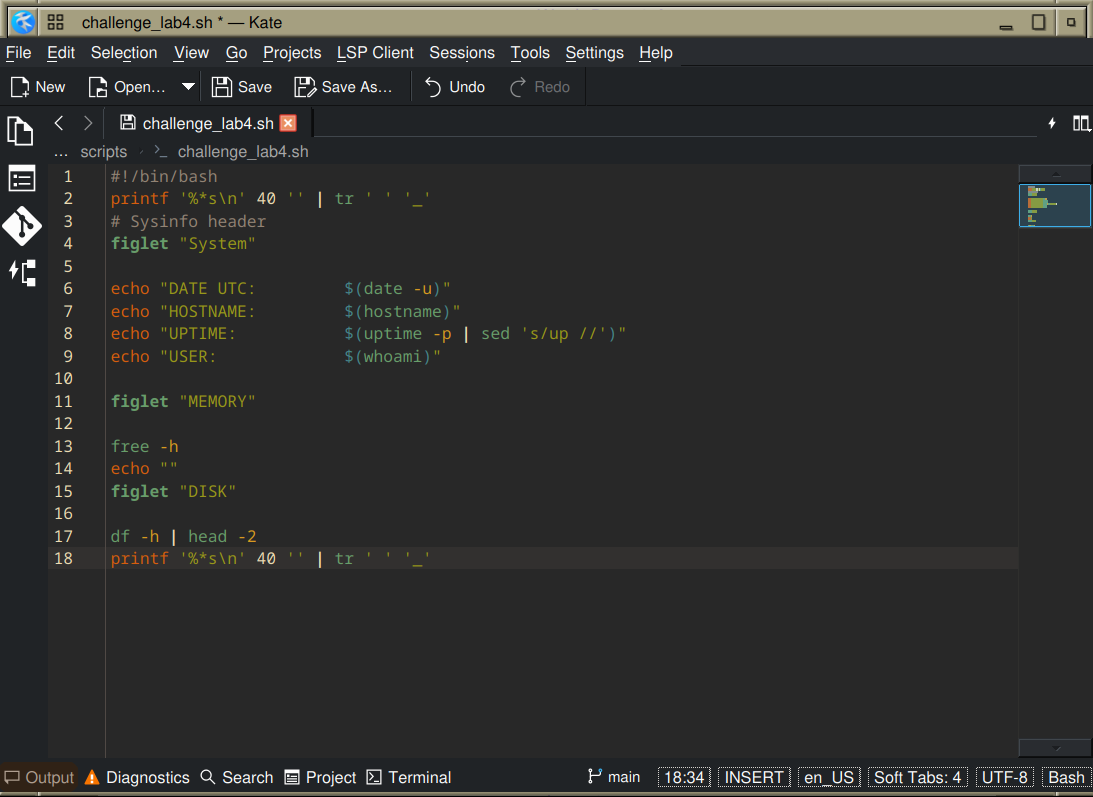 challenge_lab4.sh * — Kate
File Edit Selection View Go Projects LSP Client Sessions Tools Settings Help
New Open... Save Save As... Undo Redo
challenge_lab4.sh
... scripts challenge_lab4.sh
1 #!/bin/bash
2 printf '%*s\n' 40 '' | tr ' ' '_'
3 # Sysinfo header
4 figlet "System"
5
6 echo "DATE UTC:         $(date -u)"
7 echo "HOSTNAME:         $(hostname)"
8 echo "UPTIME:           $(uptime -p | sed 's/up //')"
9 echo "USER:             $(whoami)"
10
11 figlet "MEMORY"
12
13 free -h
14 echo ""
15 figlet "DISK"
16
17 df -h | head -2
18 printf '%*s\n' 40 '' | tr ' ' '_'
Output Diagnostics Search Project Terminal main 18:34 INSERT en_US Soft Tabs: 4 UTF-8 Bash